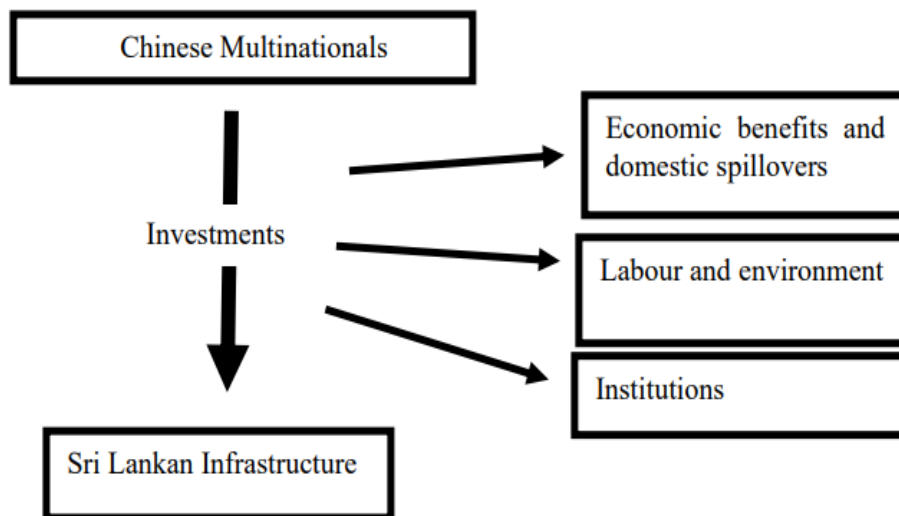 Chinese Multinationals
Economic benefits and
domestic spillovers
Investments
Labour and environment
Institutions
Sri Lankan Infrastructure